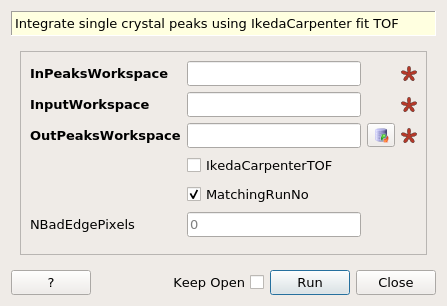 Integrate single crystal peaks using IkedaCarpenter fit TOF
InPeaksWorkspace
InputWorkspace
OutPeaksWorkspace
IkedaCarpenterTOF
MatchingRunNo
NBadEdgePixels 0
? Keep Open Run Close